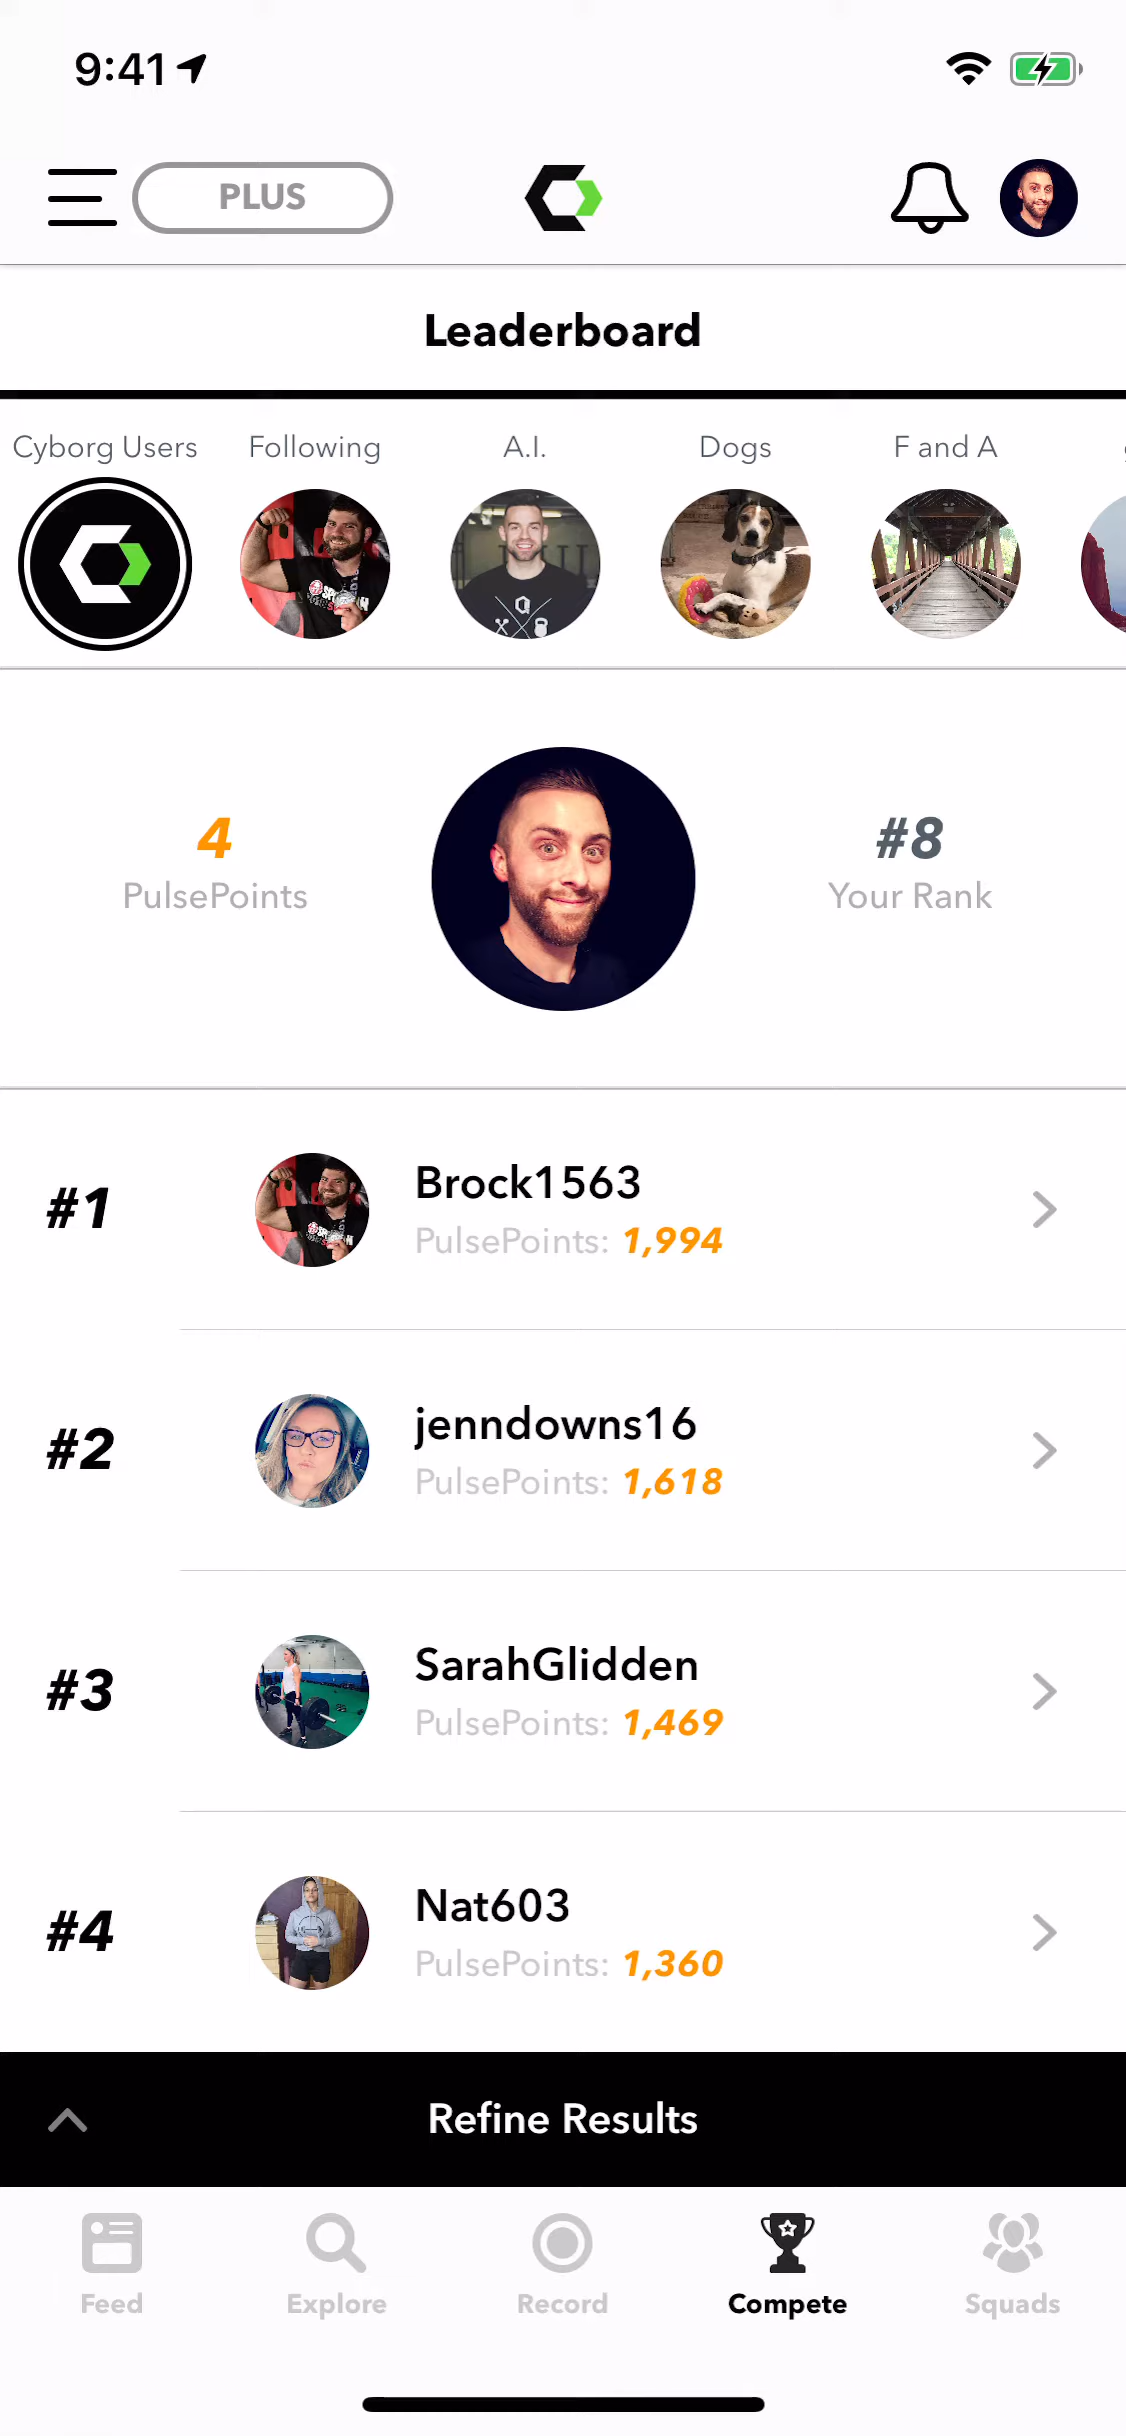 9:41
PLUS
Leaderboard
Cyborg Users
Following
A.I.
Dogs
F and A
4
PulsePoints
#8
Your Rank
#1
Brock1563
PulsePoints: 1,994
#2
jenndowns16
PulsePoints: 1,618
#3
SarahGlidden
PulsePoints: 1,469
#4
Nat603
PulsePoints: 1,360
Refine Results
Feed
Explore
Record
Compete
Squads